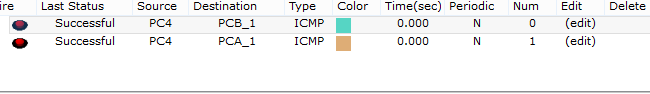 ire Last Status Source Destination Type Color Time(sec) Periodic Num Edit Delete
Successful PC4 PCB_1 ICMP 0.000 N 0 (edit)
Successful PC4 PCA_1 ICMP 0.000 N 1 (edit)